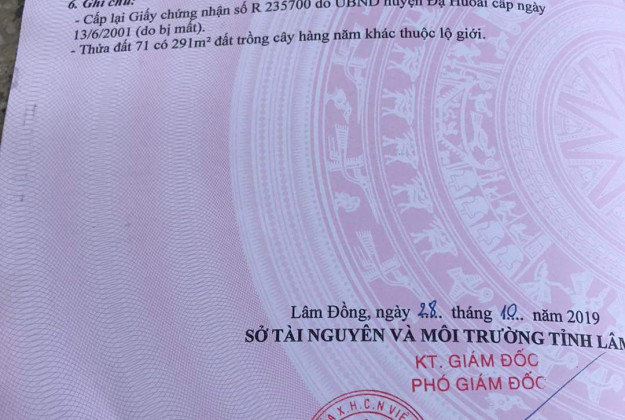 6. Ghi chú:
- Cấp lại Giấy chứng nhận số R 235700 do UBND huyện Đạ Huoai cấp ngày
13/6/2001 (do bị mất).
- Thửa đất 71 có 291m² đất trồng cây hàng năm khác thuộc lộ giới.
Lâm Đồng, ngày 28. tháng 10.. năm 2019
SỞ TÀI NGUYÊN VÀ MÔI TRƯỜNG TỈNH LÂM
KT. GIÁM ĐỐC
PHÓ GIÁM ĐỐC
X.H.C.N VIỆ